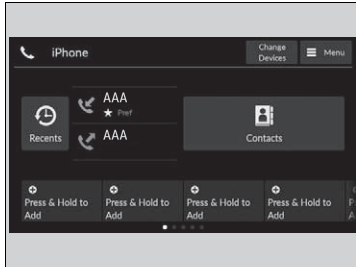 iPhone
Change
Devices
Menu
AAA
Pref
AAA
Recents
Contacts
Press & Hold to
Add
Press & Hold to
Add
Press & Hold to
Add
Press & Hold to
Add